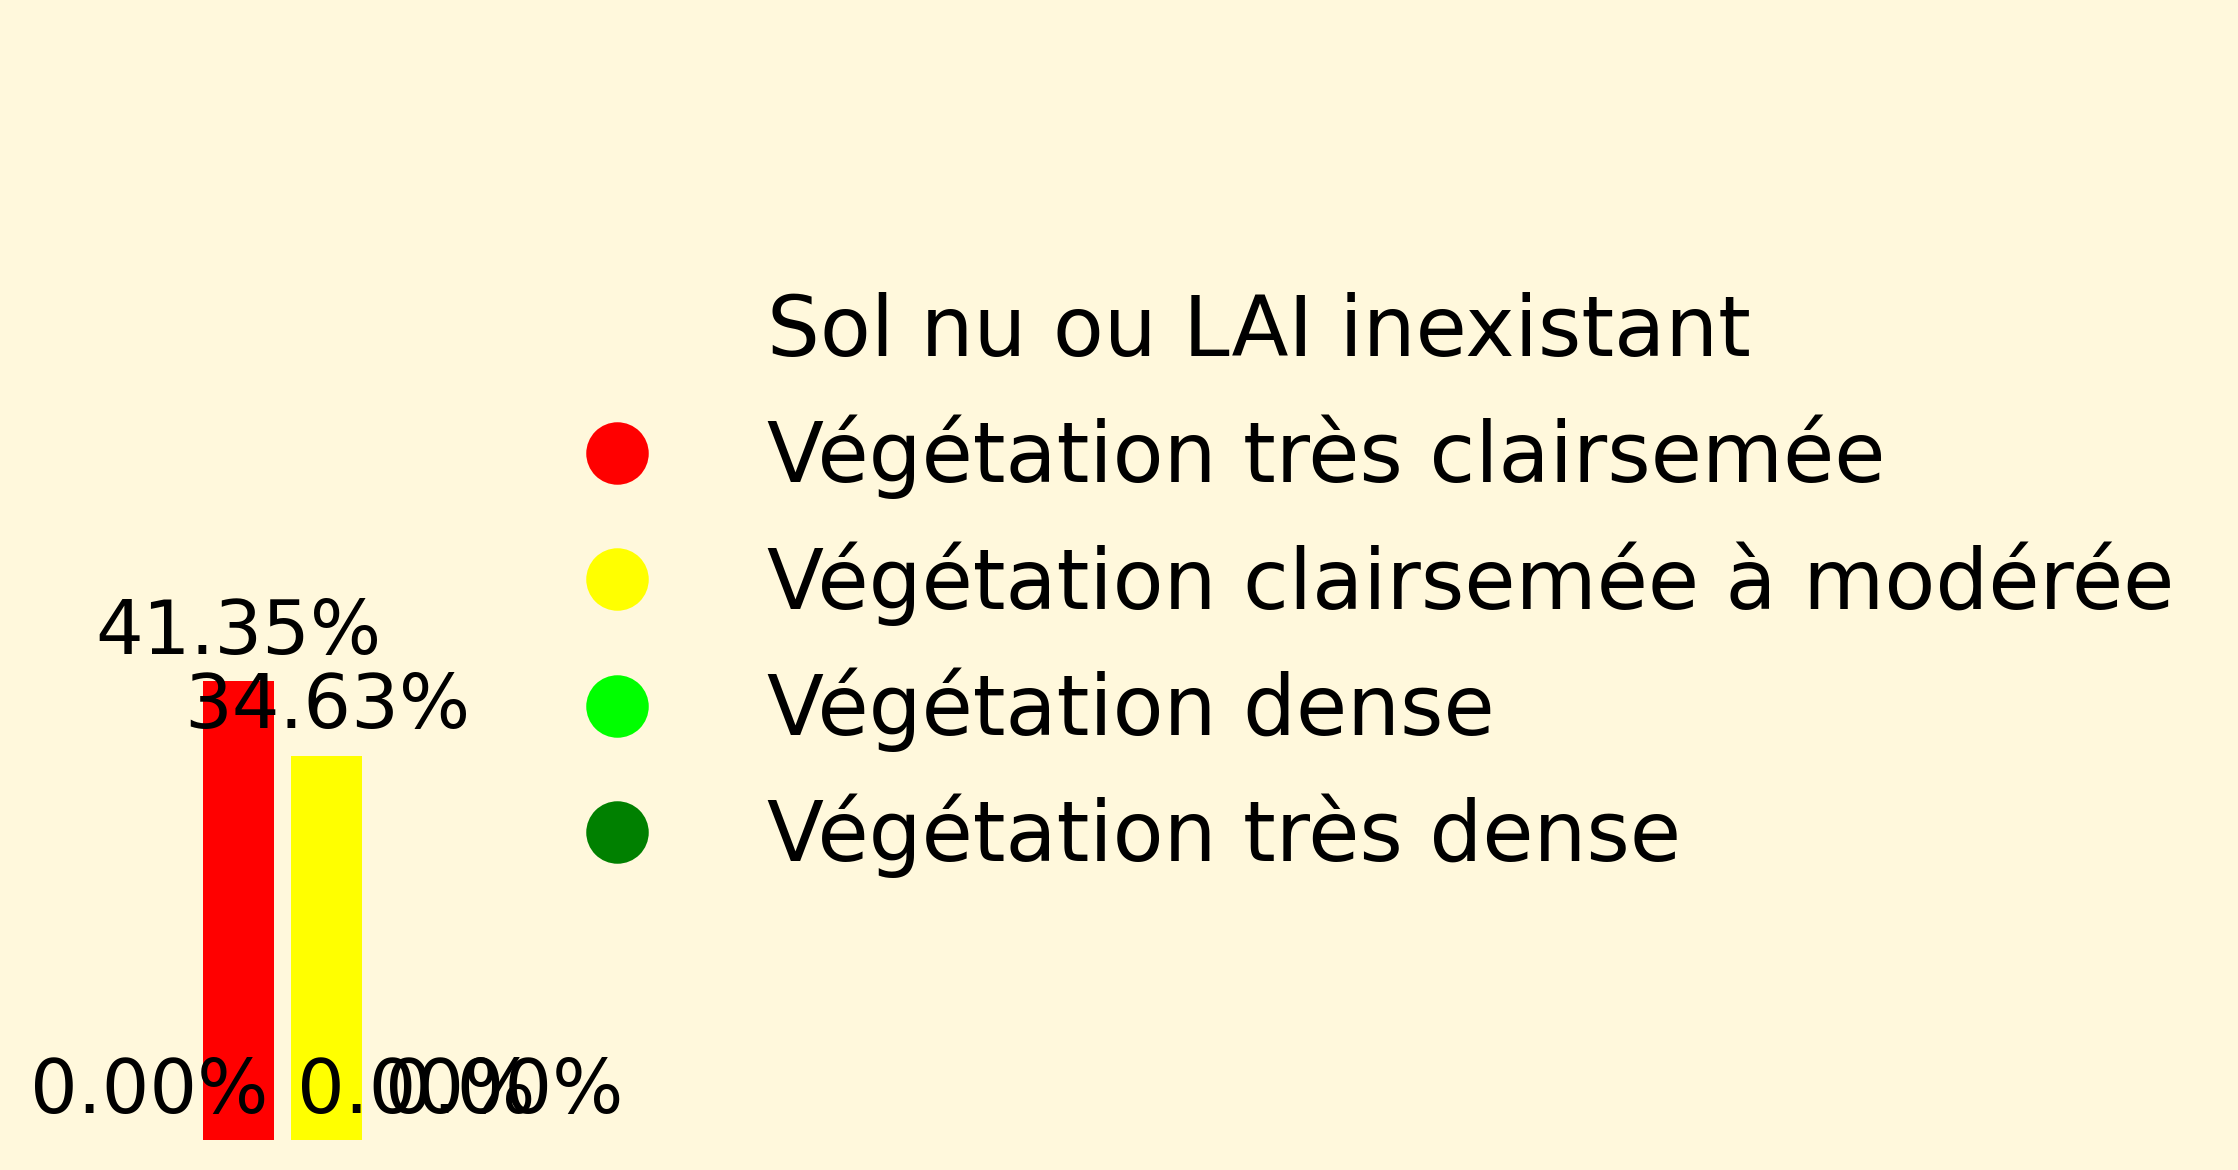 Sol nu ou LAI inexistant
Végétation très clairsemée
Végétation clairsemée à modérée
Végétation dense
Végétation très dense
41.35%
34.63%
0.00% 0.00% 0.00%